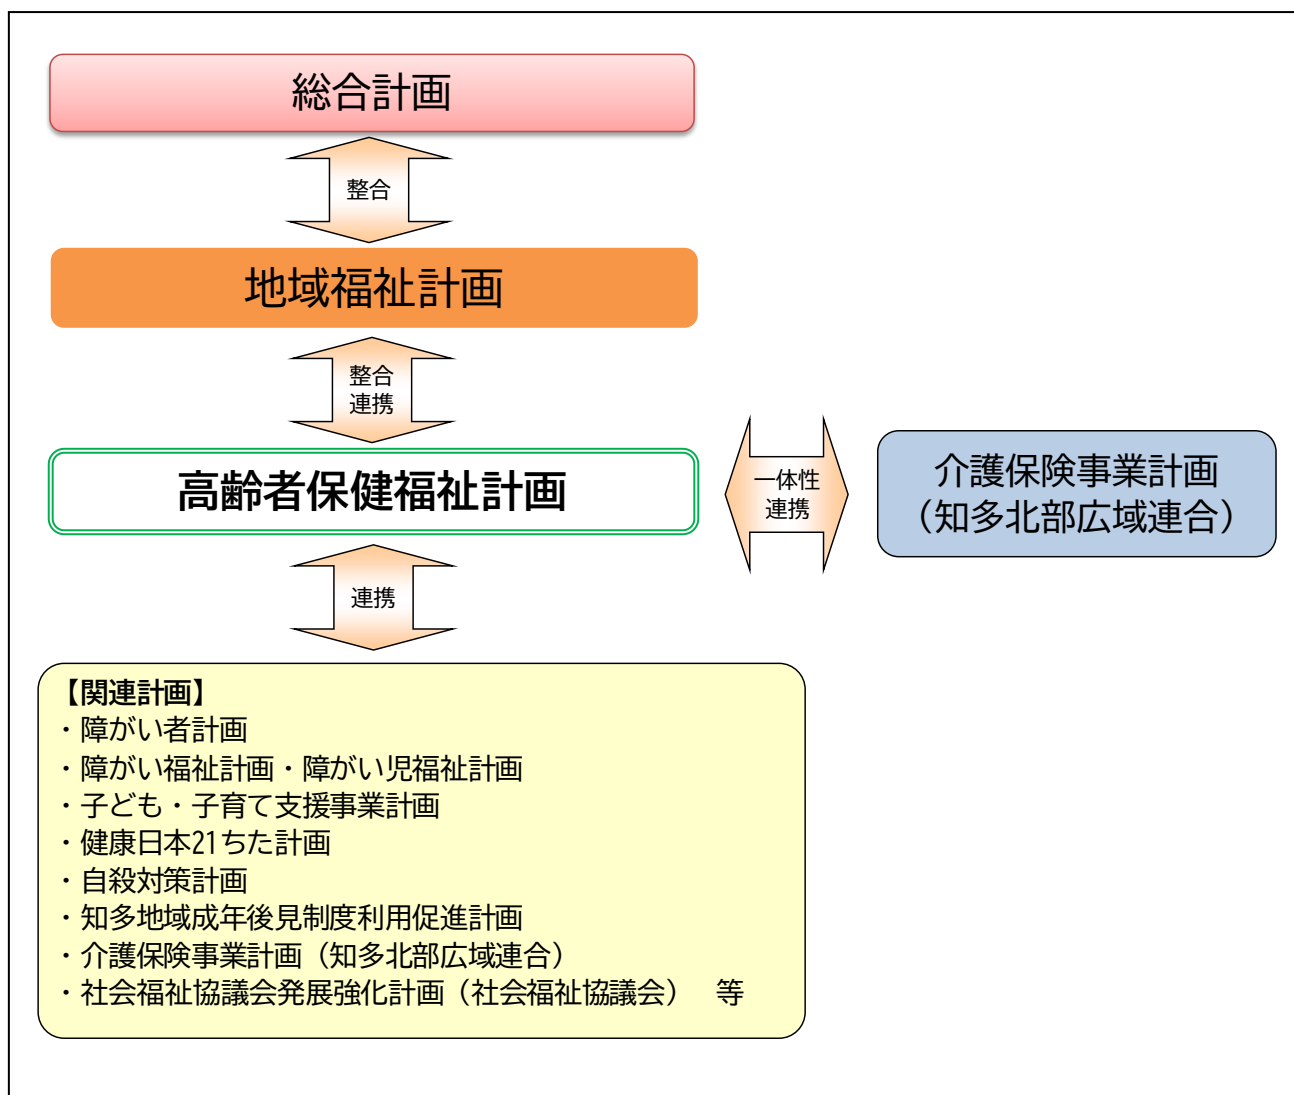 総合計画
整合
地域福祉計画
整合
連携
高齢者保健福祉計画
一体性
連携
介護保険事業計画
（知多北部広域連合）
連携
【関連計画】
・障がい者計画
・障がい福祉計画・障がい児福祉計画
・子ども・子育て支援事業計画
・健康日本21ちた計画
・自殺対策計画
・知多地域成年後見制度利用促進計画
・介護保険事業計画（知多北部広域連合）
・社会福祉協議会発展強化計画（社会福祉協議会）　等